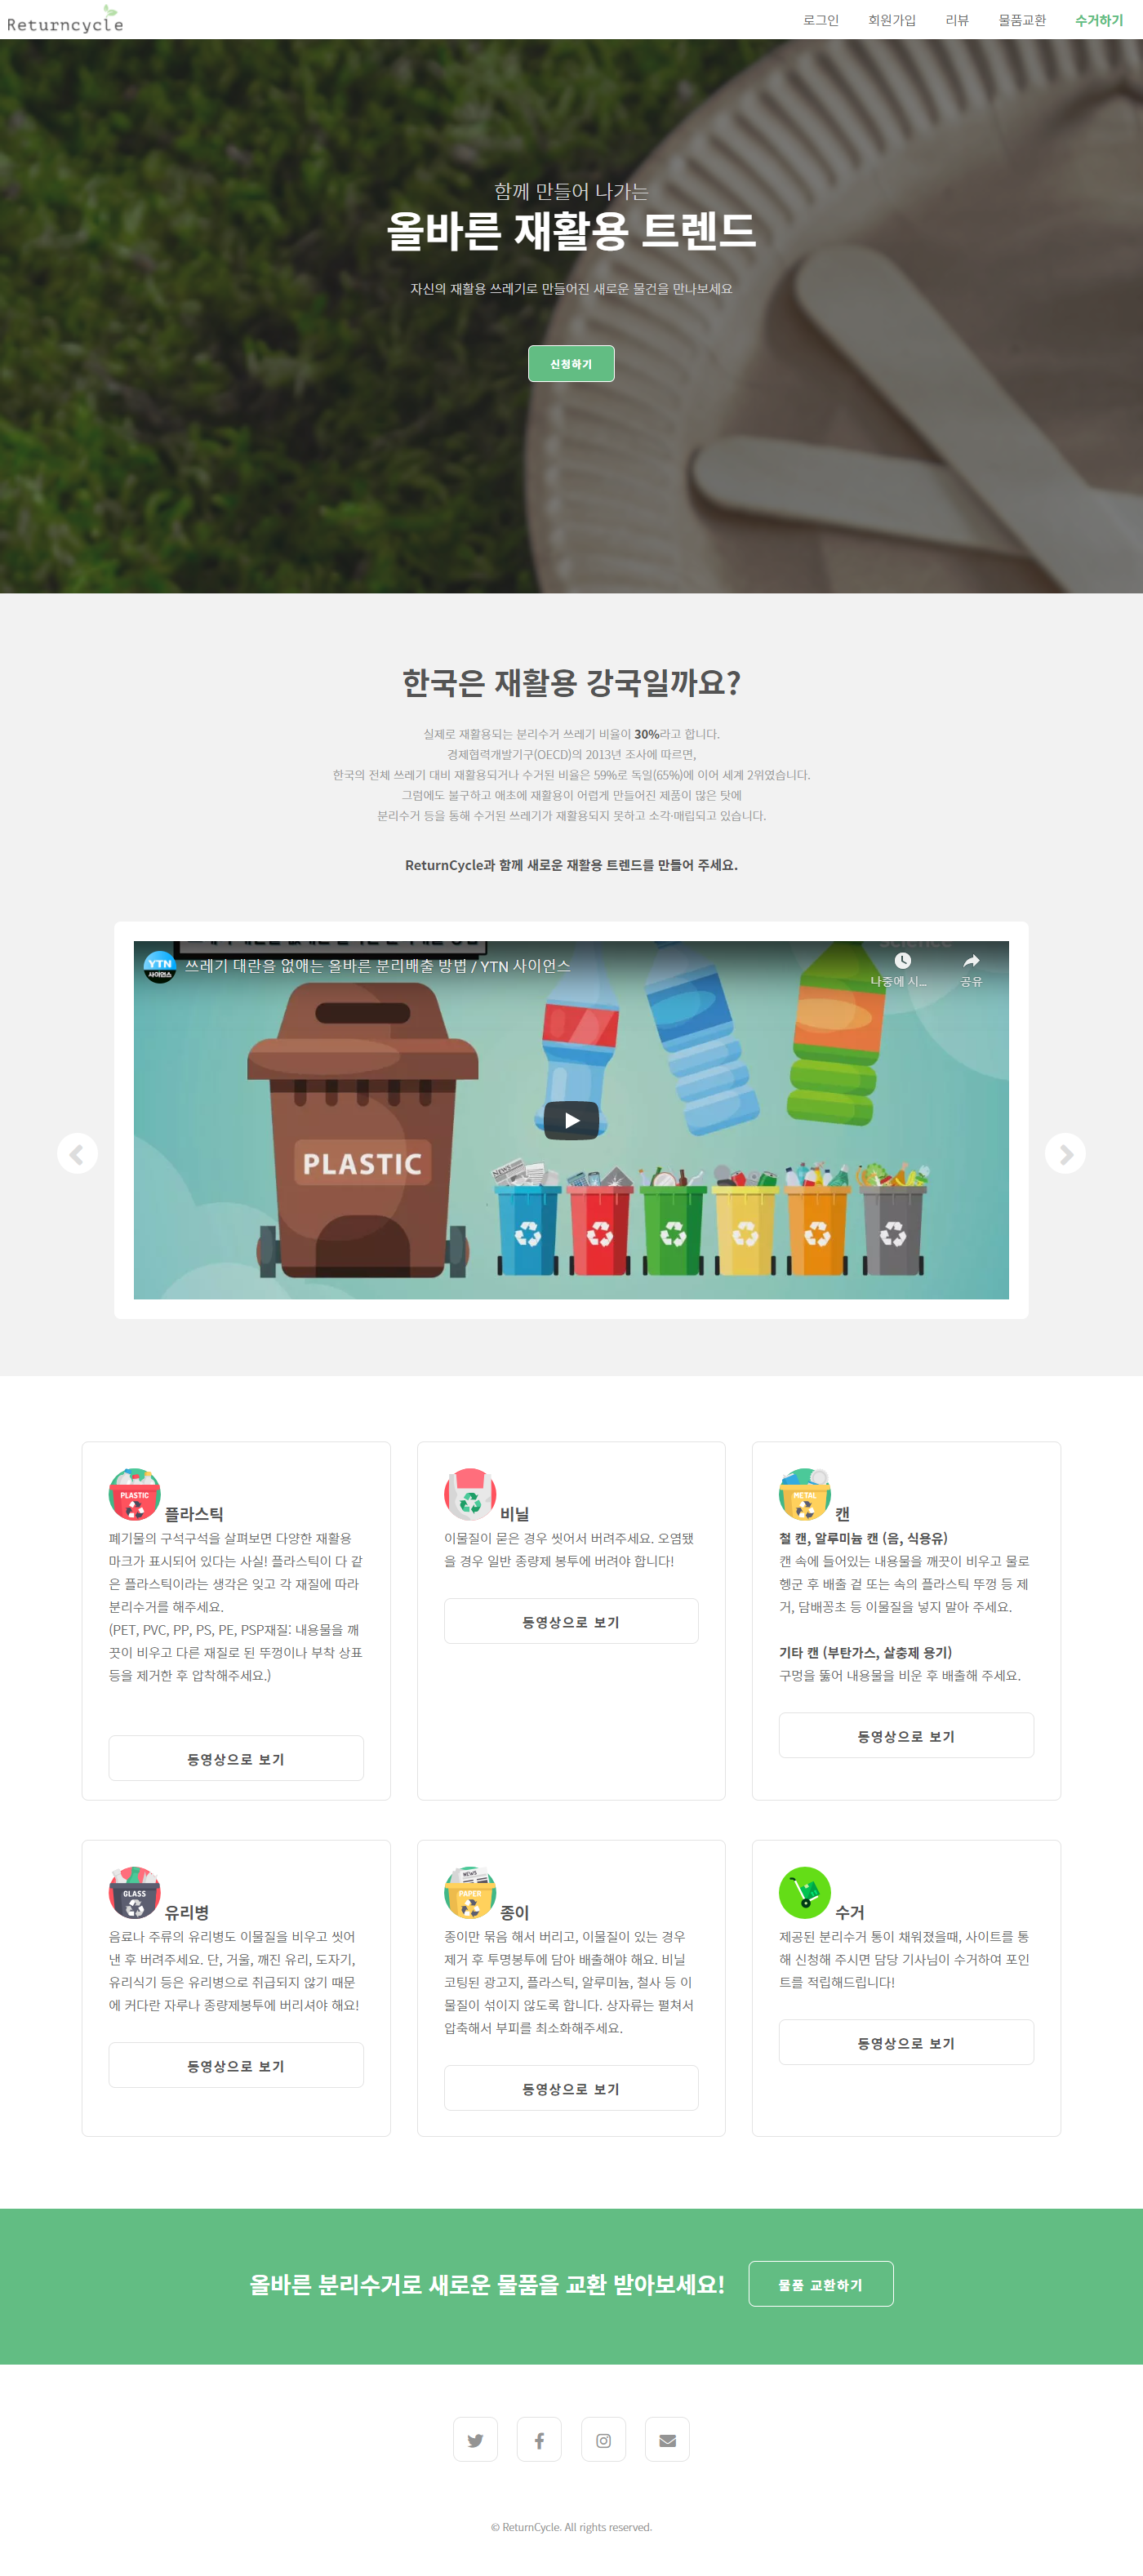 Returncycle
로그인 회원가입 리뷰 물품교환 수거하기
함께 만들어 나가는
올바른 재활용 트렌드
자신의 재활용 쓰레기로 만들어진 새로운 물건을 만나보세요
신청하기
한국은 재활용 강국일까요?
실제로 재활용되는 분리수거 쓰레기 비율이 30%라고 합니다.
경제협력개발기구(OECD)의 2013년 조사에 따르면,
한국의 전체 쓰레기 대비 재활용되거나 수거된 비율은 59%로 독일(65%)에 이어 세계 2위였습니다.
그럼에도 불구하고 애초에 재활용이 어렵게 만들어진 제품이 많은 탓에
분리수거 등을 통해 수거된 쓰레기가 재활용되지 못하고 소각·매립되고 있습니다.
ReturnCycle과 함께 새로운 재활용 트렌드를 만들어 주세요.
science
YTN
사이언스
쓰레기 대란을 없애는 올바른 분리배출 방법 / YTN 사이언스
나중에 시...
공유
PLASTIC
PLASTIC
플라스틱
폐기물의 구석구석을 살펴보면 다양한 재활용
마크가 표시되어 있다는 사실! 플라스틱이 다 같
은 플라스틱이라는 생각은 잊고 각 재질에 따라
분리수거를 해주세요.
(PET, PVC, PP, PS, PE, PSP재질: 내용물을 깨
끗이 비우고 다른 재질로 된 뚜껑이나 부착 상표
등을 제거한 후 압착해주세요.)
동영상으로 보기
비닐
이물질이 묻은 경우 씻어서 버려주세요. 오염됐
을 경우 일반 종량제 봉투에 버려야 합니다!
동영상으로 보기
METAL
캔
철 캔, 알루미늄 캔 (음, 식용유)
캔 속에 들어있는 내용물을 깨끗이 비우고 물로
헹군 후 배출 겉 또는 속의 플라스틱 뚜껑 등 제
거, 담배꽁초 등 이물질을 넣지 말아 주세요.
기타 캔 (부탄가스, 살충제 용기)
구멍을 뚫어 내용물을 비운 후 배출해 주세요.
동영상으로 보기
GLASS
유리병
음료나 주류의 유리병도 이물질을 비우고 씻어
낸 후 버려주세요. 단, 거울, 깨진 유리, 도자기,
유리식기 등은 유리병으로 취급되지 않기 때문
에 커다란 자루나 종량제봉투에 버리셔야 해요!
동영상으로 보기
NEWS
PAPER
종이
종이만 묶음 해서 버리고, 이물질이 있는 경우
제거 후 투명봉투에 담아 배출해야 해요. 비닐
코팅된 광고지, 플라스틱, 알루미늄, 철사 등 이
물질이 섞이지 않도록 합니다. 상자류는 펼쳐서
압축해서 부피를 최소화해주세요.
동영상으로 보기
수거
제공된 분리수거 통이 채워졌을때, 사이트를 통
해 신청해 주시면 담당 기사님이 수거하여 포인
트를 적립해드립니다!
동영상으로 보기
올바른 분리수거로 새로운 물품을 교환 받아보세요!
물품 교환하기
© ReturnCycle. All rights reserved.